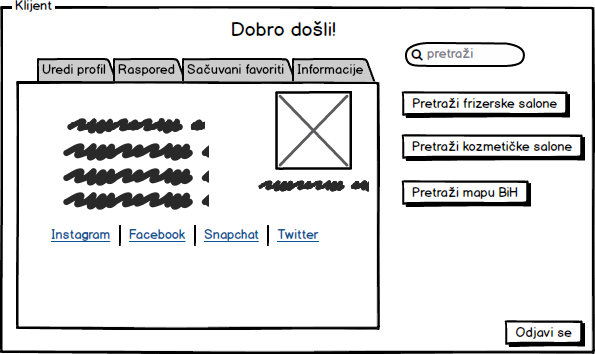 Klijent
Dobro došli!
Uredi profil
Raspored
Sačuvani favoriti
Informacije
pretraži
Pretraži frizerske salone
Pretraži kozmetičke salone
Pretraži mapu BiH
Instagram
Facebook
Snapchat
Twitter
Odjavi se